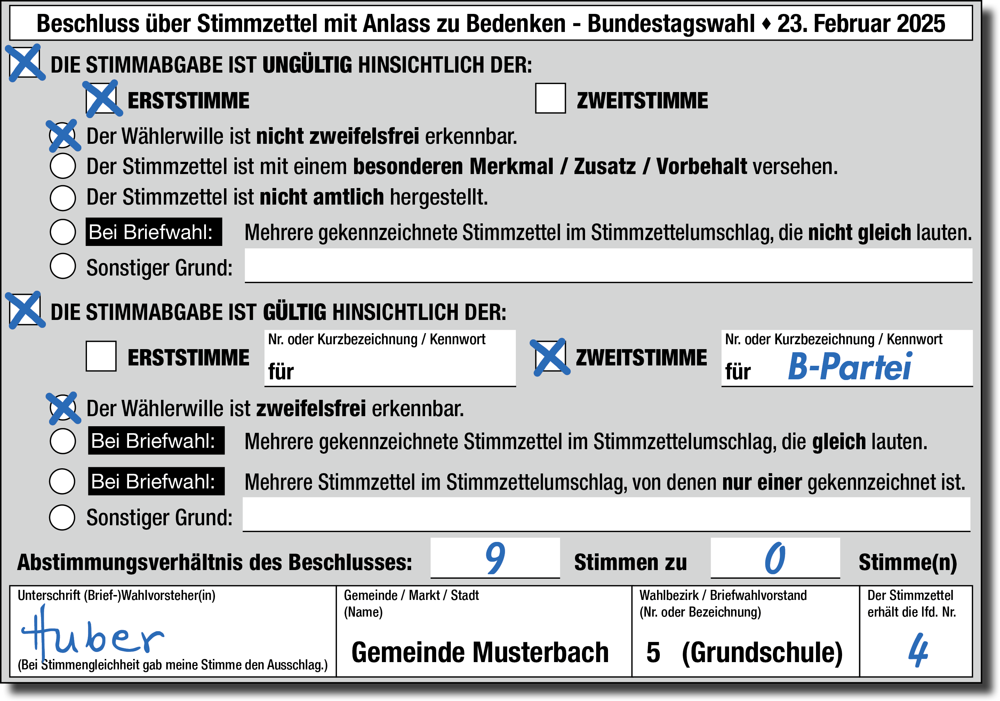 Beschluss über Stimmzettel mit Anlass zu Bedenken - Bundestagswahl ♦ 23. Februar 2025
DIE STIMMABGABE IST UNGÜLTIG HINSICHTLICH DER:
ERSTSTIMME ZWEITSTIMME
Der Wählerwille ist nicht zweifelsfrei erkennbar.
Der Stimmzettel ist mit einem besonderen Merkmal / Zusatz / Vorbehalt versehen.
Der Stimmzettel ist nicht amtlich hergestellt.
Bei Briefwahl: Mehrere gekennzeichnete Stimmzettel im Stimmzettelumschlag, die nicht gleich lauten.
Sonstiger Grund:
DIE STIMMABGABE IST GÜLTIG HINSICHTLICH DER:
Nr. oder Kurzbezeichnung / Kennwort Nr. oder Kurzbezeichnung / Kennwort
ERSTSTIMME für ZWEITSTIMME für B-Partei
Der Wählerwille ist zweifelsfrei erkennbar.
Bei Briefwahl: Mehrere gekennzeichnete Stimmzettel im Stimmzettelumschlag, die gleich lauten.
Bei Briefwahl: Mehrere Stimmzettel im Stimmzettelumschlag, von denen nur einer gekennzeichnet ist.
Sonstiger Grund:
Abstimmungsverhältnis des Beschlusses: 9 Stimmen zu 0 Stimme(n)
Unterschrift (Brief-)Wahlvorsteher(in)
Huber
(Bei Stimmengleichheit gab meine Stimme den Ausschlag.)
Gemeinde / Markt / Stadt
(Name)
Gemeinde Musterbach
Wahlbezirk / Briefwahlvorstand
(Nr. oder Bezeichnung)
5 (Grundschule)
Der Stimmzettel
erhält die lfd. Nr.
4